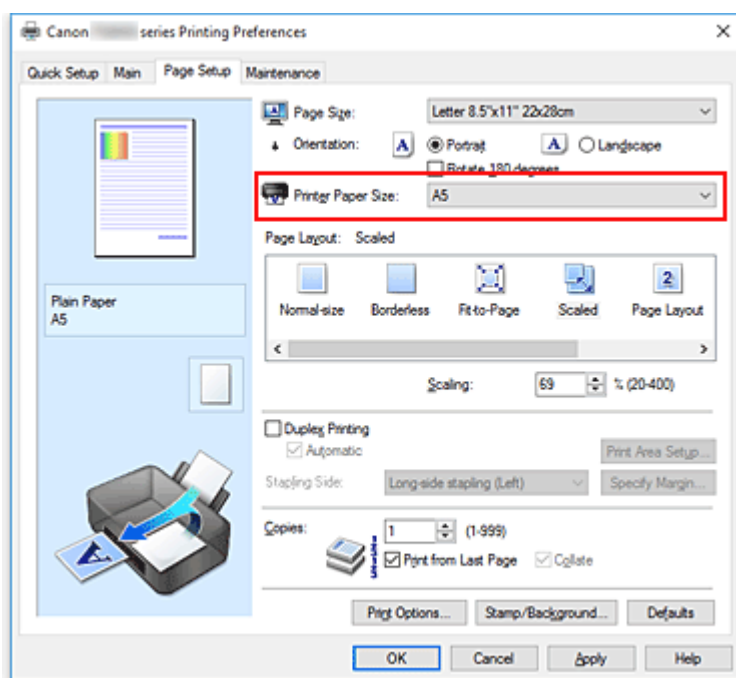 Canon series Printing Preferences
Quick Setup Main Page Setup Maintenance
Page Size: Letter 8.5"x11" 22x28cm
Orientation: A Portrait A Landscape
Rotate 180 degrees
Printer Paper Size: A5
Page Layout: Scaled
Normal-size Borderless Fit-to-Page Scaled Page Layout
Plain Paper
A5
Scaling: 69 % (20-400)
Duplex Printing
Automatic Print Area Setup...
Stapling Side: Long-side stapling (Left) Specify Margin...
Copies: 1 (1-999)
Print from Last Page Collate
Print Options... Stamp/Background... Defaults
OK Cancel Apply Help